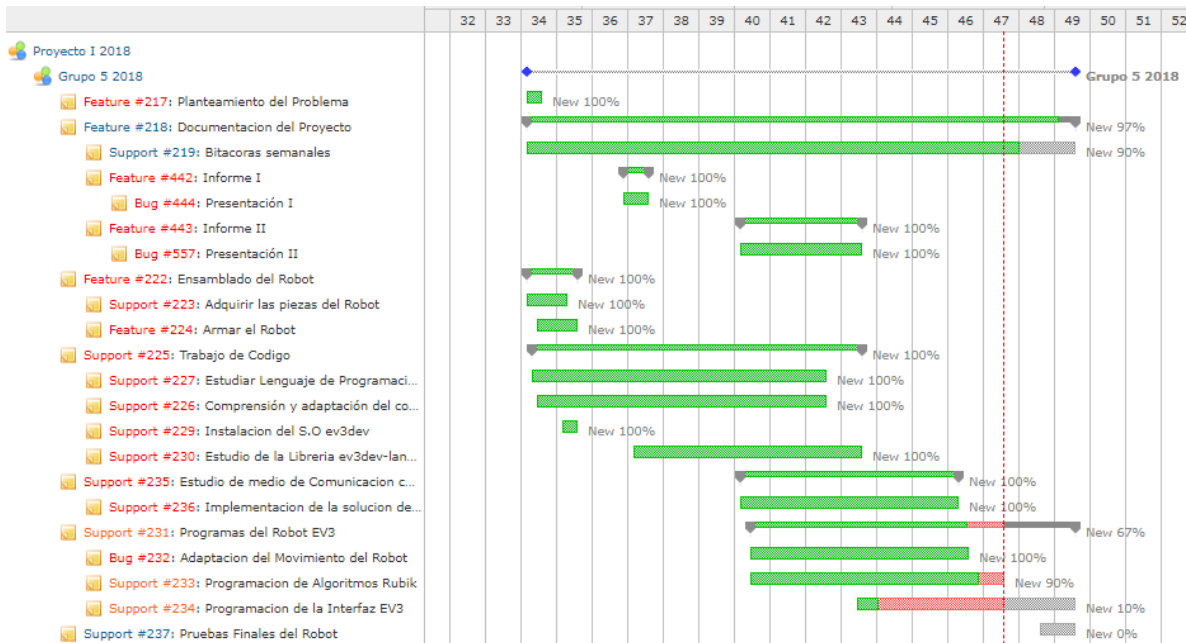 32 33 34 35 36 37 38 39 40 41 42 43 44 45 46 47 48 49 50 51 52
Proyecto I 2018
Grupo 5 2018 Grupo 5 2018
Feature #217: Planteamiento del Problema New 100%
Feature #218: Documentacion del Proyecto New 97%
Support #219: Bitacoras semanales New 90%
Feature #442: Informe I New 100%
Bug #444: Presentación I New 100%
Feature #443: Informe II New 100%
Bug #557: Presentación II New 100%
Feature #222: Ensamblado del Robot New 100%
Support #223: Adquirir las piezas del Robot New 100%
Feature #224: Armar el Robot New 100%
Support #225: Trabajo de Codigo New 100%
Support #227: Estudiar Lenguaje de Programaci... New 100%
Support #226: Comprensión y adaptación del co... New 100%
Support #229: Instalacion del S.O ev3dev New 100%
Support #230: Estudio de la Libreria ev3dev-lan... New 100%
Support #235: Estudio de medio de Comunicacion c... New 100%
Support #236: Implementacion de la solucion de... New 100%
Support #231: Programas del Robot EV3 New 67%
Bug #232: Adaptacion del Movimiento del Robot New 100%
Support #233: Programacion de Algoritmos Rubik New 90%
Support #234: Programacion de la Interfaz EV3 New 10%
Support #237: Pruebas Finales del Robot New 0%